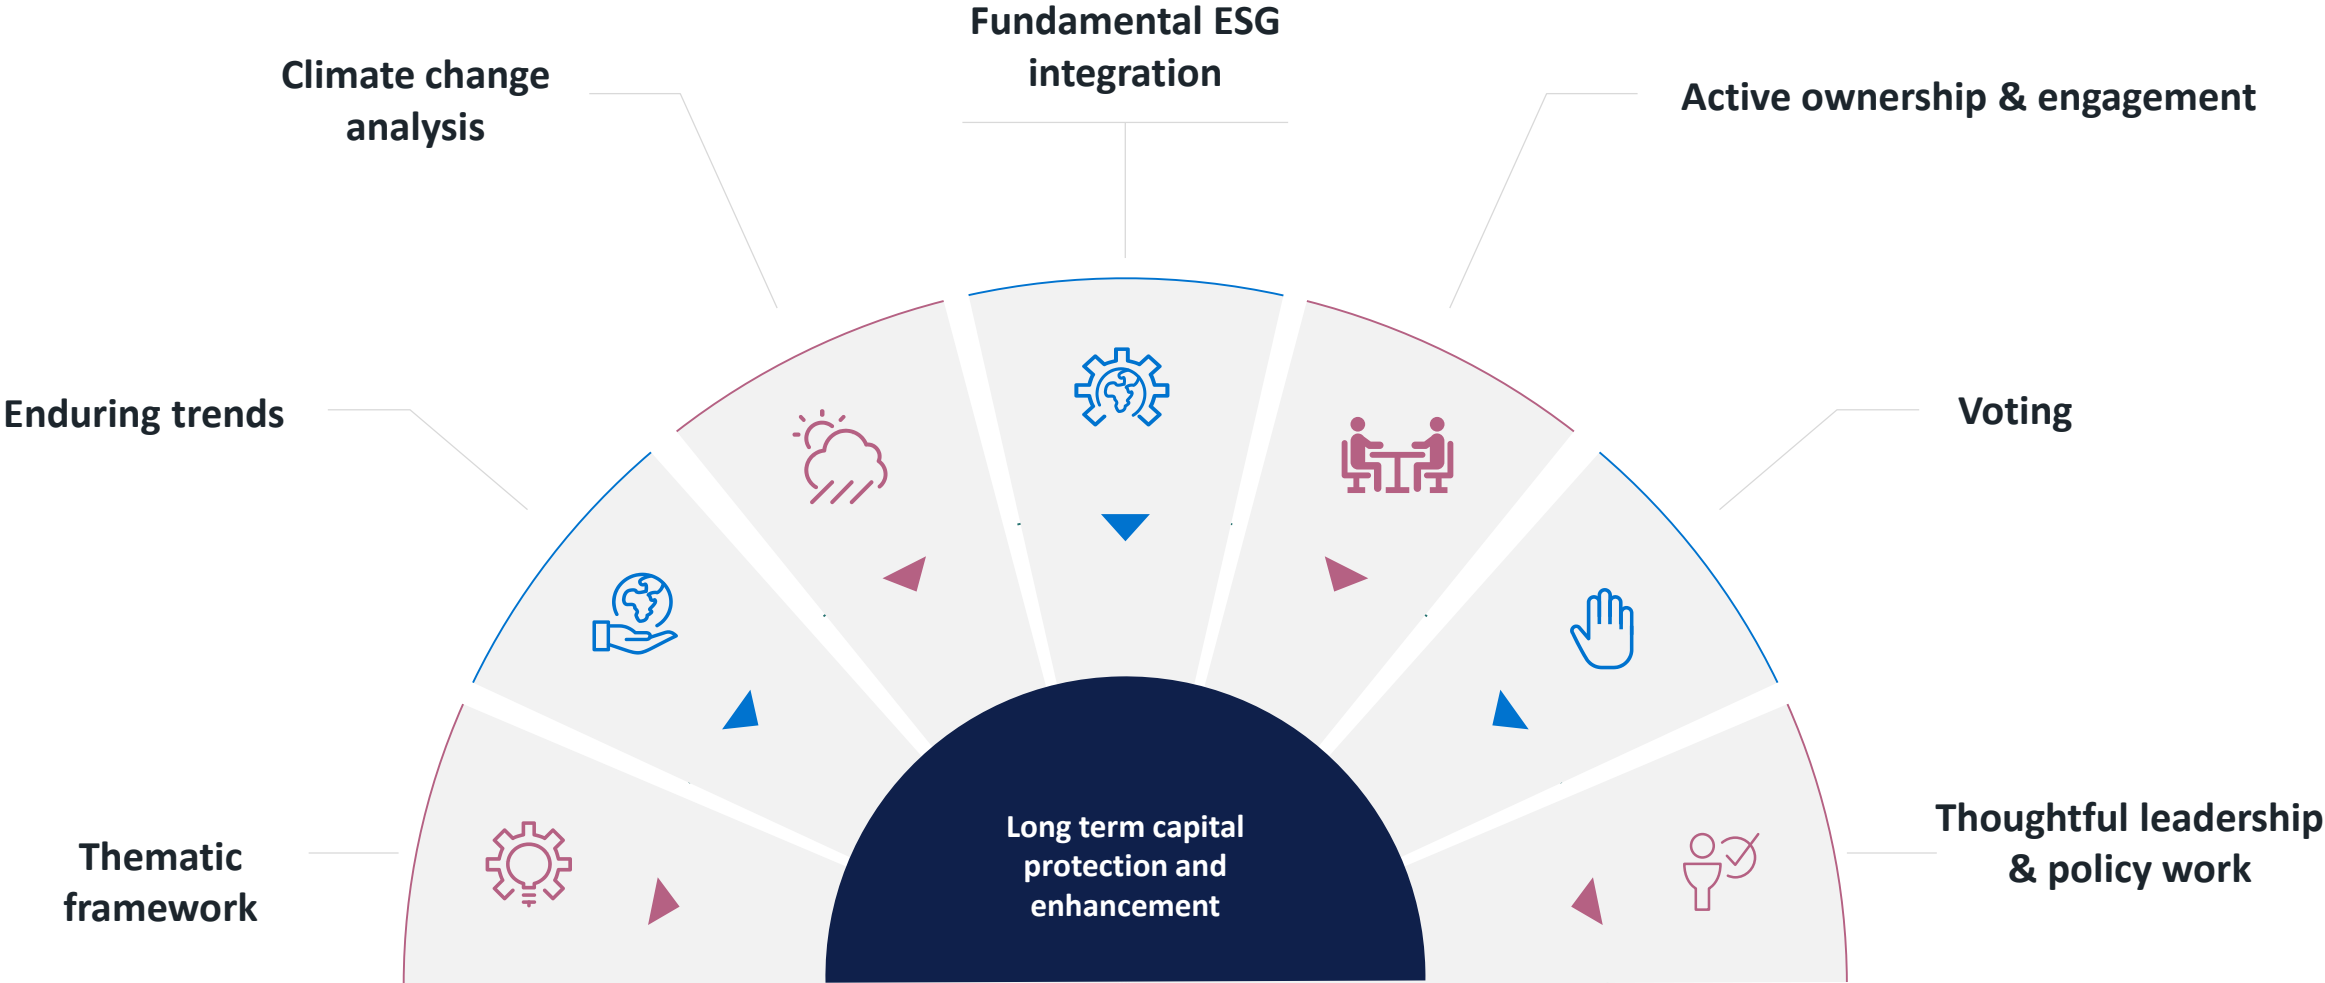 Fundamental ESG
integration
Climate change
analysis
Active ownership & engagement
Enduring trends
Voting
Thematic
framework
Thoughtful leadership
& policy work
Long term capital
protection and
enhancement